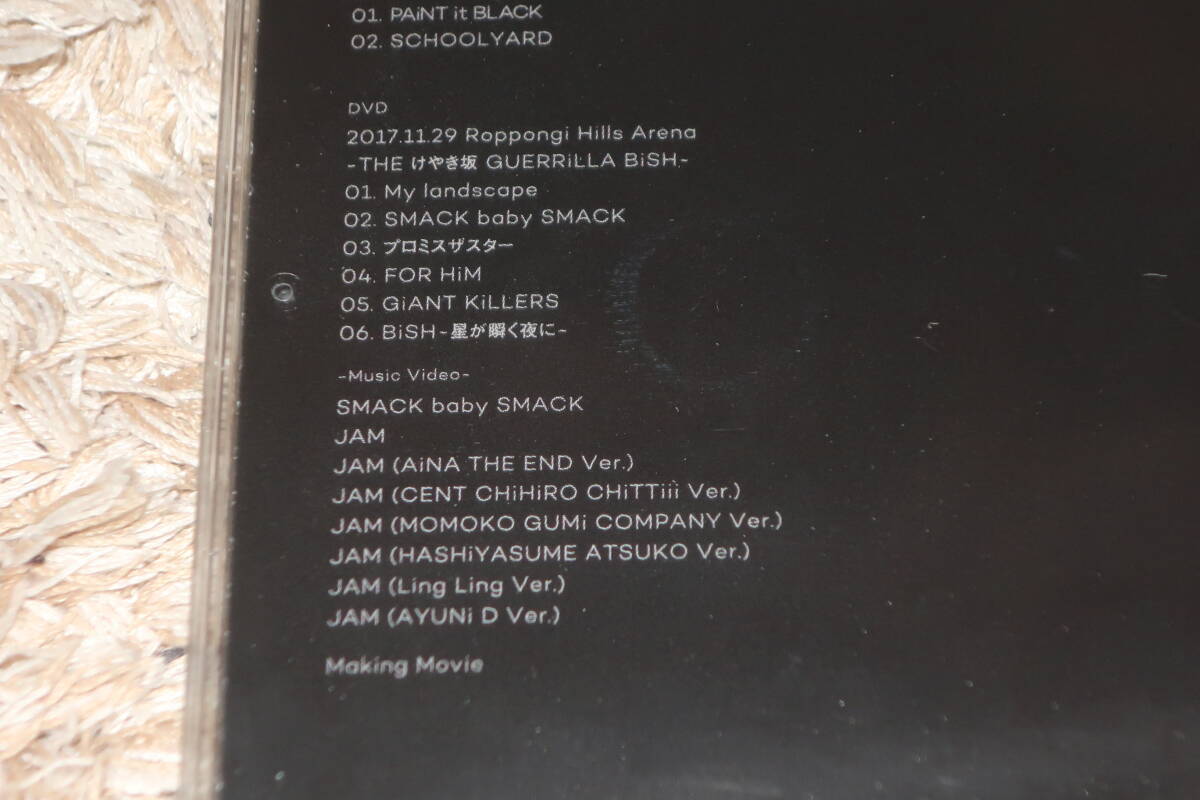 01. PAiNT it BLACK
02. SCHOOLYARD
DVD
2017.11.29 Roppongi Hills Arena
~THE けやき坂 GUERRiLLA BiSH~
01. My landscape
02. SMACK baby SMACK
03. プロミスザスター
04. FOR HiM
05. GiANT KiLLERS
06. BiSH~星が瞬く夜に~
-Music Video-
SMACK baby SMACK
JAM
JAM (AiNA THE END Ver.)
JAM (CENT CHiHiRO CHiTTiii Ver.)
JAM (MOMOKO GUMi COMPANY Ver.)
JAM (HASHiYASUME ATSUKO Ver.)
JAM (Ling Ling Ver.)
JAM (AYUNi D Ver.)
Making Movie